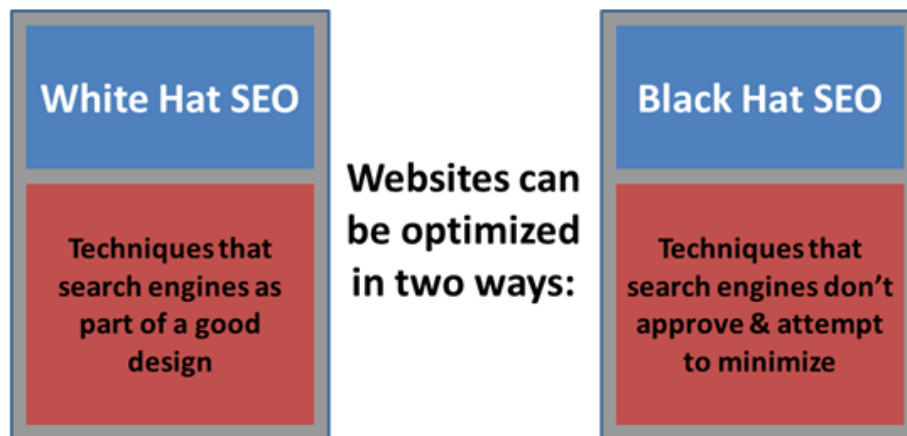 White Hat SEO
Techniques that
search engines as
part of a good
design
Websites can
be optimized
in two ways:
Black Hat SEO
Techniques that
search engines don't
approve & attempt
to minimize